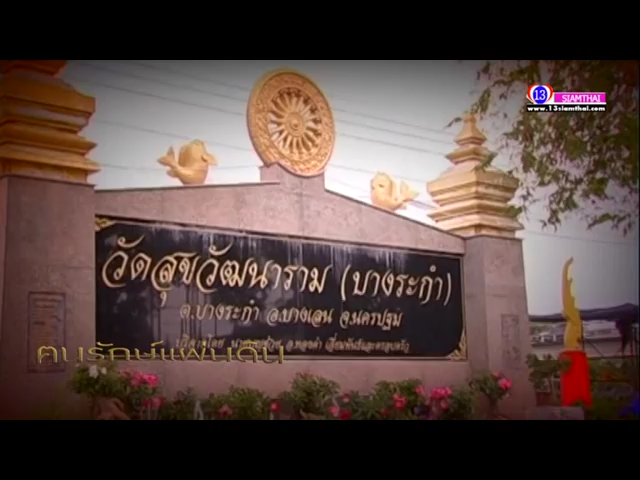 13
SIAMTHAI
www.13siamthai.com
วัดสุขวัฒนาราม (บางระกำ)
ต.บางระกำ อ.บางเลน จ.นครปฐม
คนรักษ์แผ่นดิน